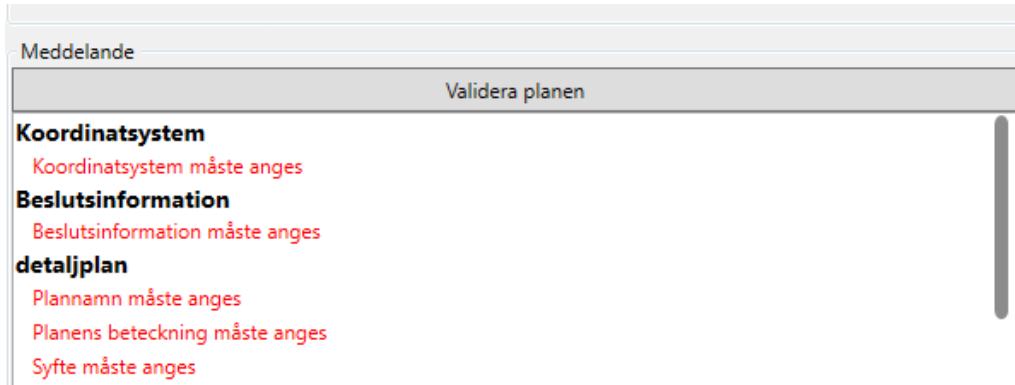 Meddelande
Validera planen
Koordinatsystem
Koordinatsystem måste anges
Beslutsinformation
Beslutsinformation måste anges
detaljplan
Plannamn måste anges
Planens beteckning måste anges
Syfte måste anges